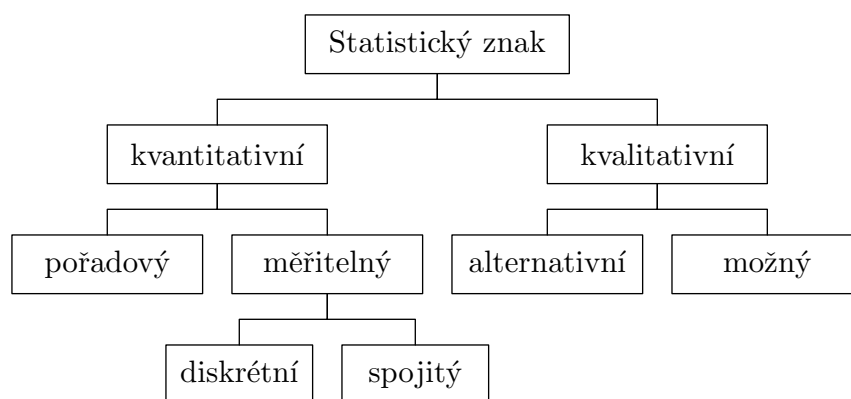 Statistický znak
kvantitativní kvalitativní
pořadový měřitelný alternativní možný
diskrétní spojitý